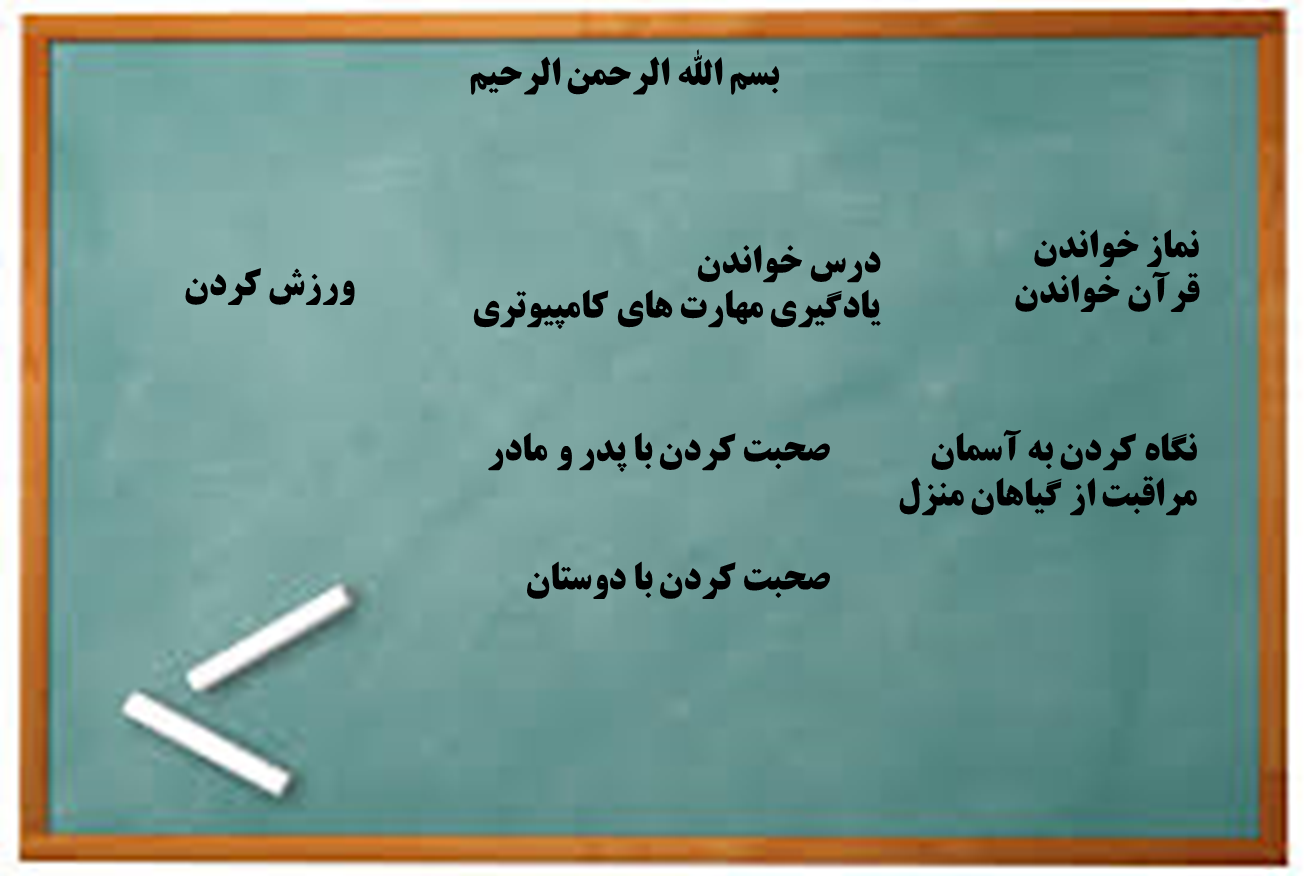 بسم الله الرحمن الرحیم
نماز خواندن
قرآن خواندن
درس خواندن
یادگیری مهارت های کامپیوتری
ورزش کردن
نگاه کردن به آسمان
مراقبت از گیاهان منزل
صحبت کردن با پدر و مادر
صحبت کردن با دوستان